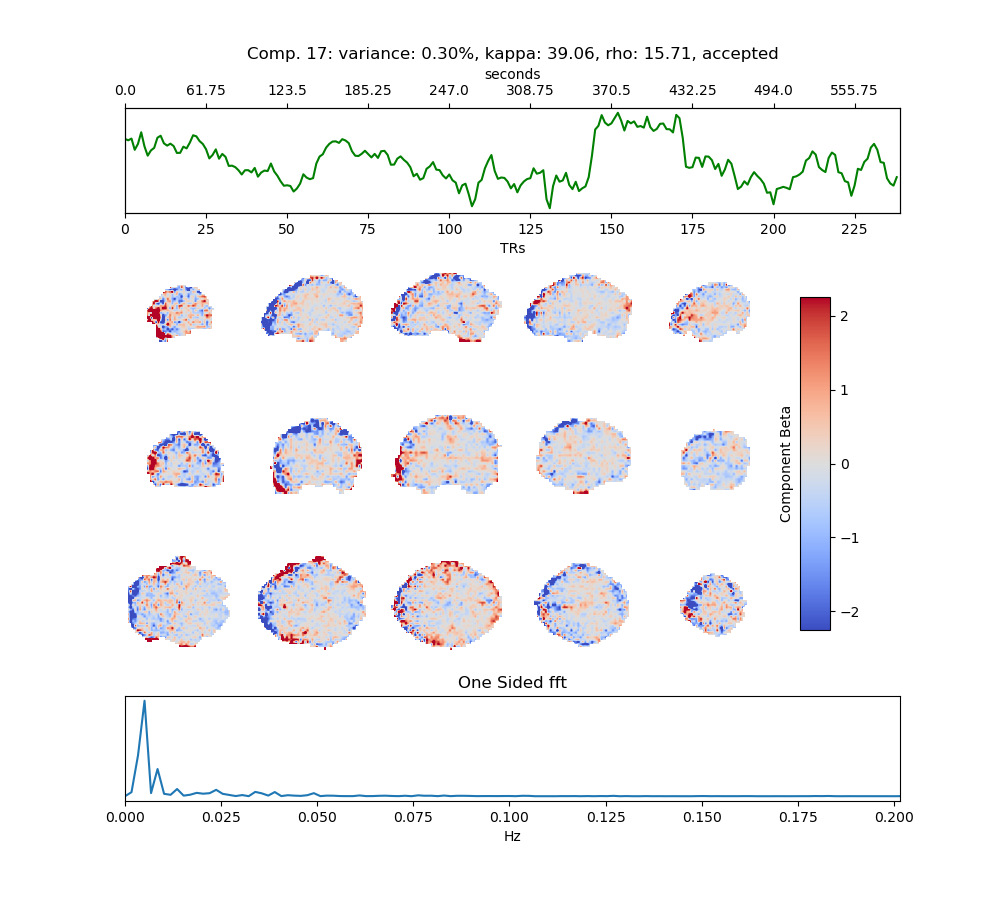 Comp. 17: variance: 0.30%, kappa: 39.06, rho: 15.71, accepted
seconds
0.0 61.75 123.5 185.25 247.0 308.75 370.5 432.25 494.0 555.75
0 25 50 75 100 125 150 175 200 225
TRs
2
1
0
−1
−2
Component Beta
One Sided fft
0.000 0.025 0.050 0.075 0.100 0.125 0.150 0.175 0.200
Hz